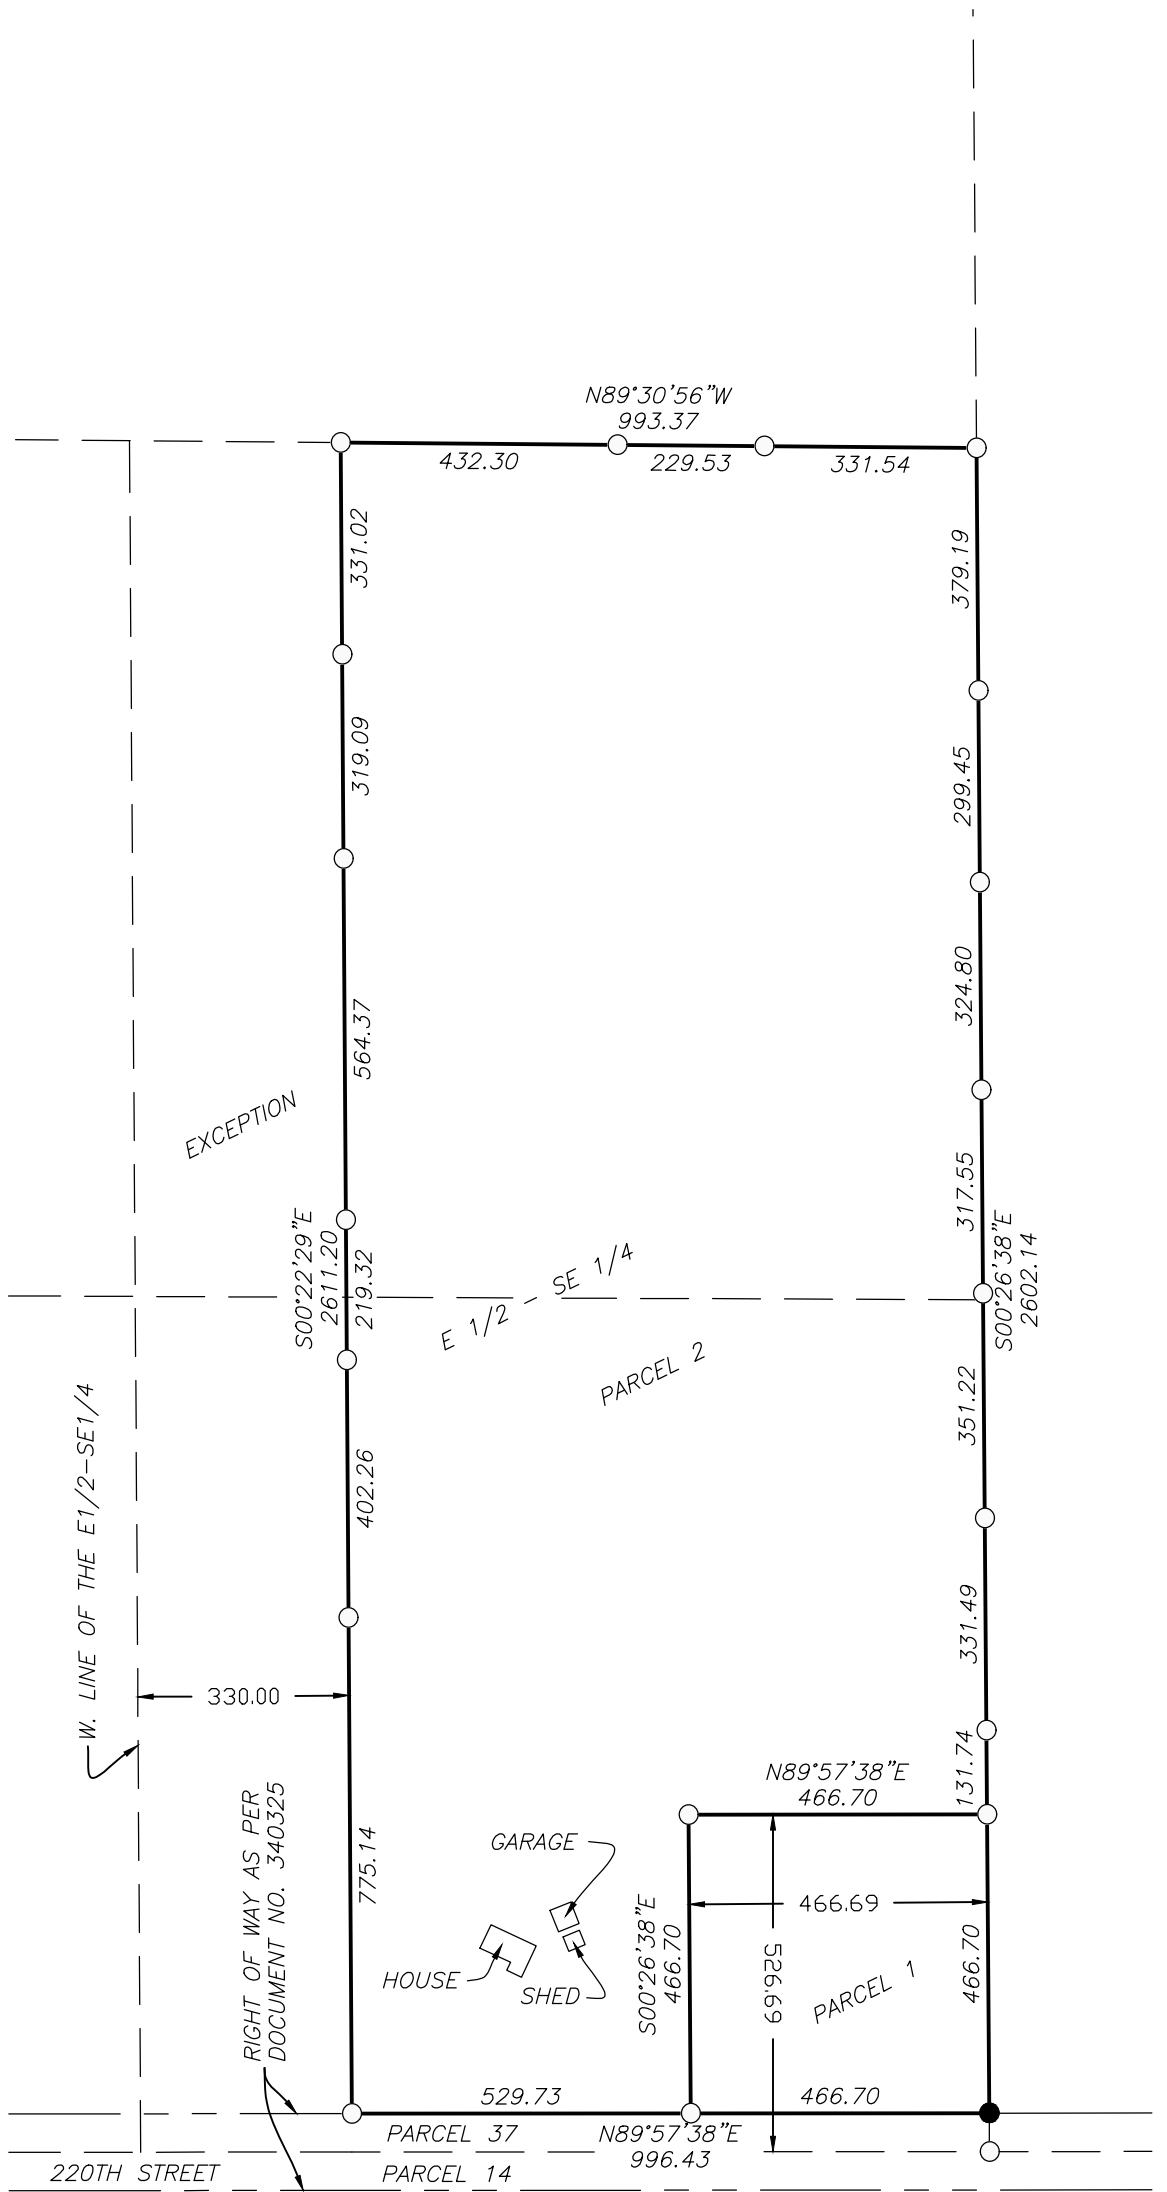 N89°30'56"W
993.37
432.30
229.53
331.54
331.02
379.19
319.09
299.45
564.37
324.80
EXCEPTION
317.55
S00°22'29"E
2611.20
219.32
E 1/2 - SE 1/4
S00°26'38"E
2602.14
PARCEL 2
351.22
W. LINE OF THE E1/2-SE1/4
402.26
331.49
330.00
131.74
N89°57'38"E
466.70
RIGHT OF WAY AS PER
DOCUMENT NO. 340325
775.14
GARAGE
HOUSE
SHED
S00°26'38"E
466.70
466.69
526.69
PARCEL 1
466.70
529.73
466.70
PARCEL 37
N89°57'38"E
996.43
220TH STREET
PARCEL 14